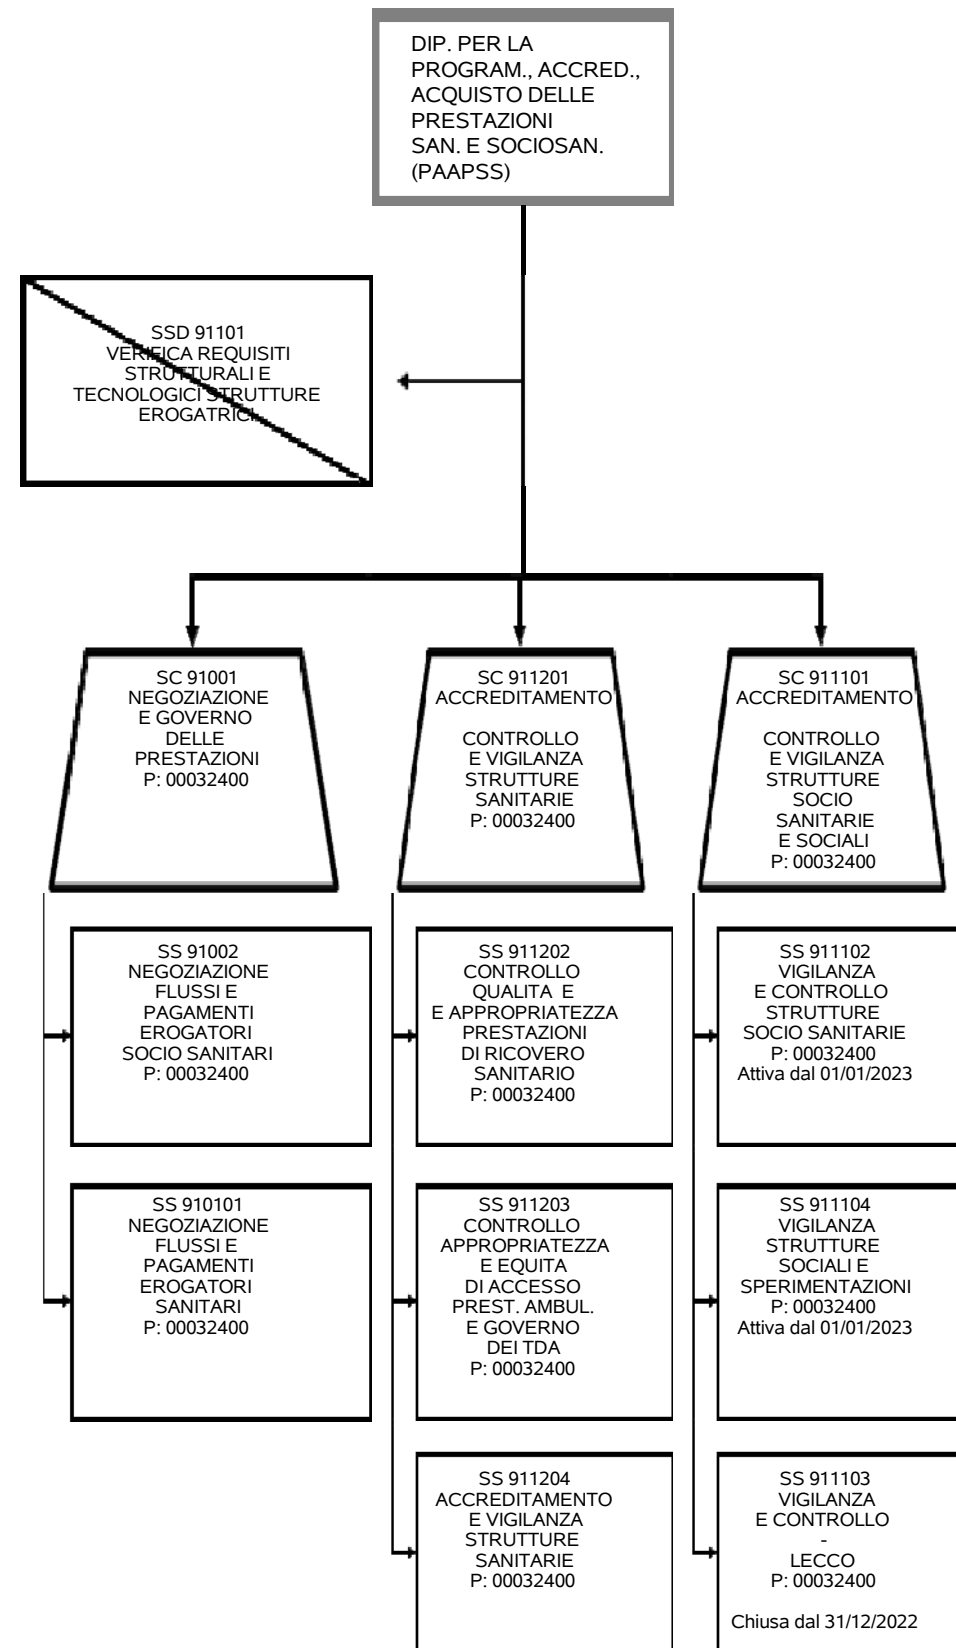 DIP. PER LA
PROGRAM., ACCRED.,
ACQUISTO DELLE
PRESTAZIONI
SAN. E SOCIOSAN.
(PAAPSS)
SSD 91101
VERIFICA REQUISITI
STRUTTURALI E
TECNOLOGICI STRUTTURE
EROGATRICI
SC 91001
NEGOZIAZIONE
E GOVERNO
DELLE
PRESTAZIONI
P: 00032400
SC 911201
ACCREDITAMENTO
CONTROLLO
E VIGILANZA
STRUTTURE
SANITARIE
P: 00032400
SC 911101
ACCREDITAMENTO
CONTROLLO
E VIGILANZA
STRUTTURE
SOCIO
SANITARIE
E SOCIALI
P: 00032400
SS 91002
NEGOZIAZIONE
FLUSSI E
PAGAMENTI
EROGATORI
SOCIO SANITARI
P: 00032400
SS 911202
CONTROLLO
QUALITA E
E APPROPRIATEZZA
PRESTAZIONI
DI RICOVERO
SANITARIO
P: 00032400
SS 911102
VIGILANZA
E CONTROLLO
STRUTTURE
SOCIO SANITARIE
P: 00032400
Attiva dal 01/01/2023
SS 910101
NEGOZIAZIONE
FLUSSI E
PAGAMENTI
EROGATORI
SANITARI
P: 00032400
SS 911203
CONTROLLO
APPROPRIATEZZA
E EQUITA
DI ACCESSO
PREST. AMBUL.
E GOVERNO
DEI TDA
P: 00032400
SS 911104
VIGILANZA
STRUTTURE
SOCIALI E
SPERIMENTAZIONI
P: 00032400
Attiva dal 01/01/2023
SS 911204
ACCREDITAMENTO
E VIGILANZA
STRUTTURE
SANITARIE
P: 00032400
SS 911103
VIGILANZA
E CONTROLLO
-
LECCO
P: 00032400
Chiusa dal 31/12/2022